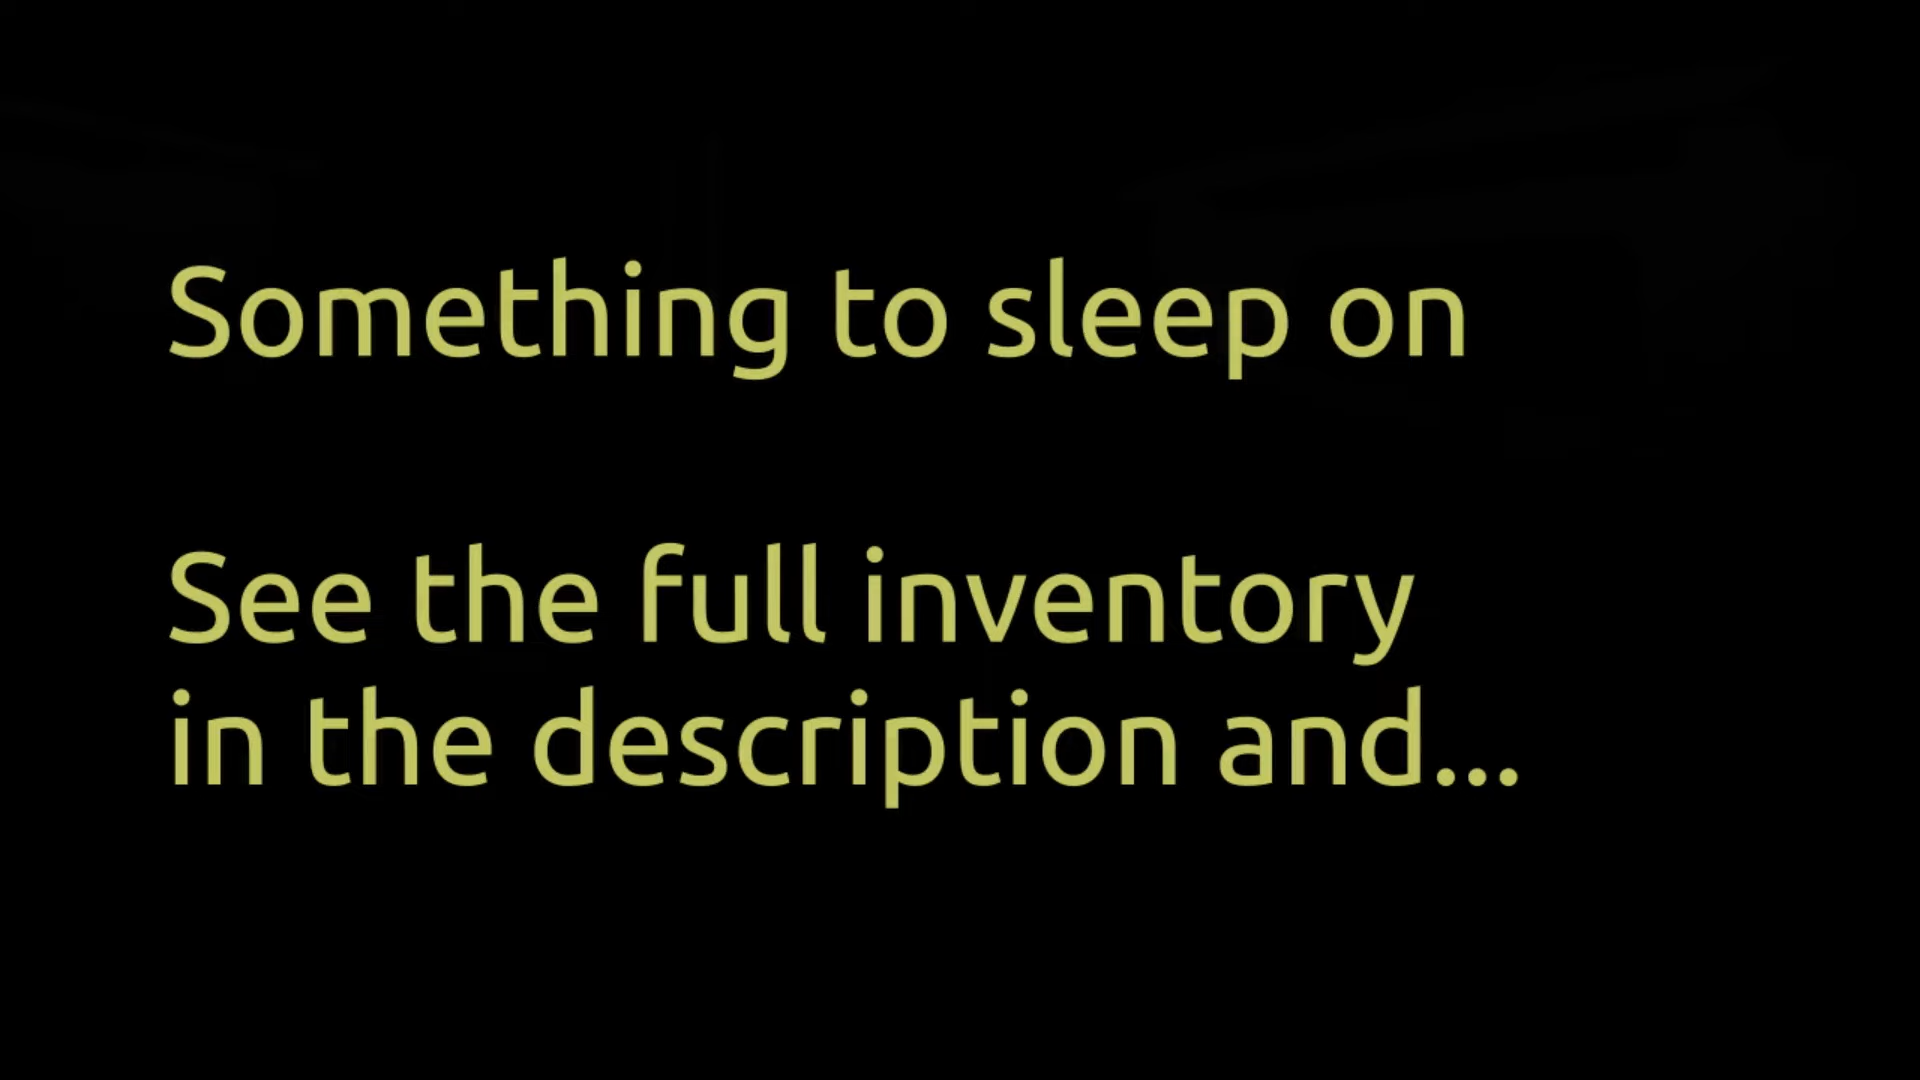 Something to sleep on
See the full inventory
in the description and...